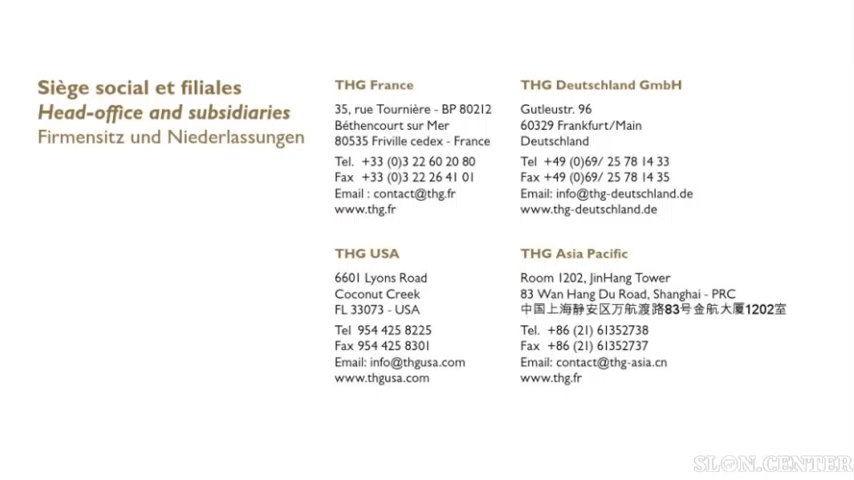 Siège social et filiales
Head-office and subsidiaries
Firmensitz und Niederlassungen
THG France
35, rue Tournière - BP 80212
Béthencourt sur Mer
80535 Friville cedex - France
Tel. +33 (0)3 22 60 20 80
Fax +33 (0)3 22 26 41 01
Email : contact@thg.fr
www.thg.fr
THG Deutschland GmbH
Gutleustr. 96
60329 Frankfurt/Main
Deutschland
Tel +49 (0)69/ 25 78 14 33
Fax +49 (0)69/ 25 78 14 35
Email: info@thg-deutschland.de
www.thg-deutschland.de
THG USA
6601 Lyons Road
Coconut Creek
FL 33073 - USA
Tel 954 425 8225
Fax 954 425 8301
Email: info@thgusa.com
www.thgusa.com
THG Asia Pacific
Room 1202, JinHang Tower
83 Wan Hang Du Road, Shanghai - PRC
中国上海静安区万航渡路83号金航大厦1202室
Tel. +86 (21) 61352738
Fax +86 (21) 61352737
Email: contact@thg-asia.cn
www.thg.fr
SLON.CENTER